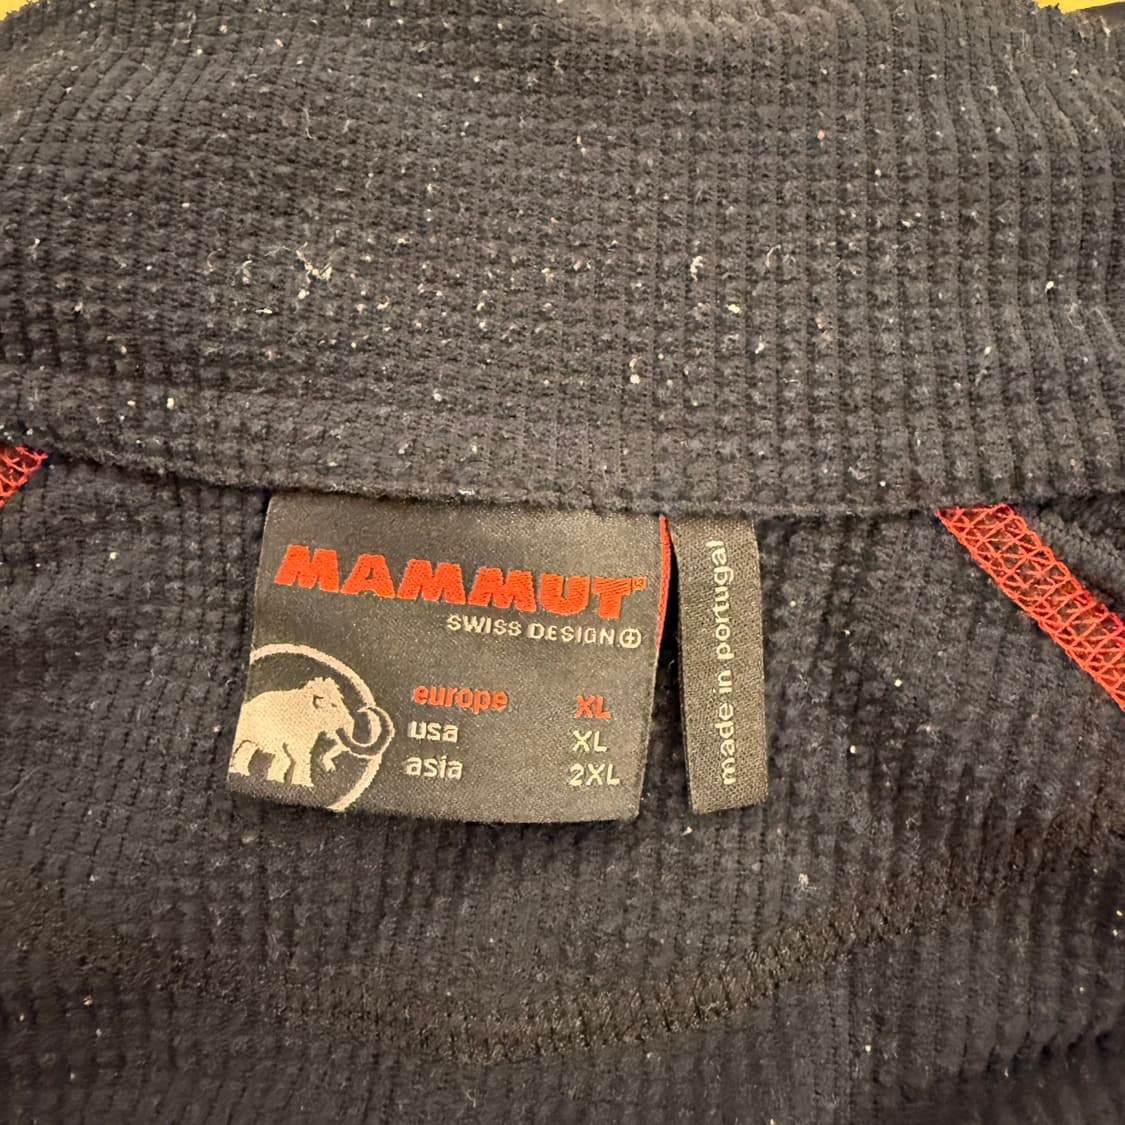 MAMMUT®
SWISS DESIGN
europe XL
usa XL
asia 2XL
made in portugal